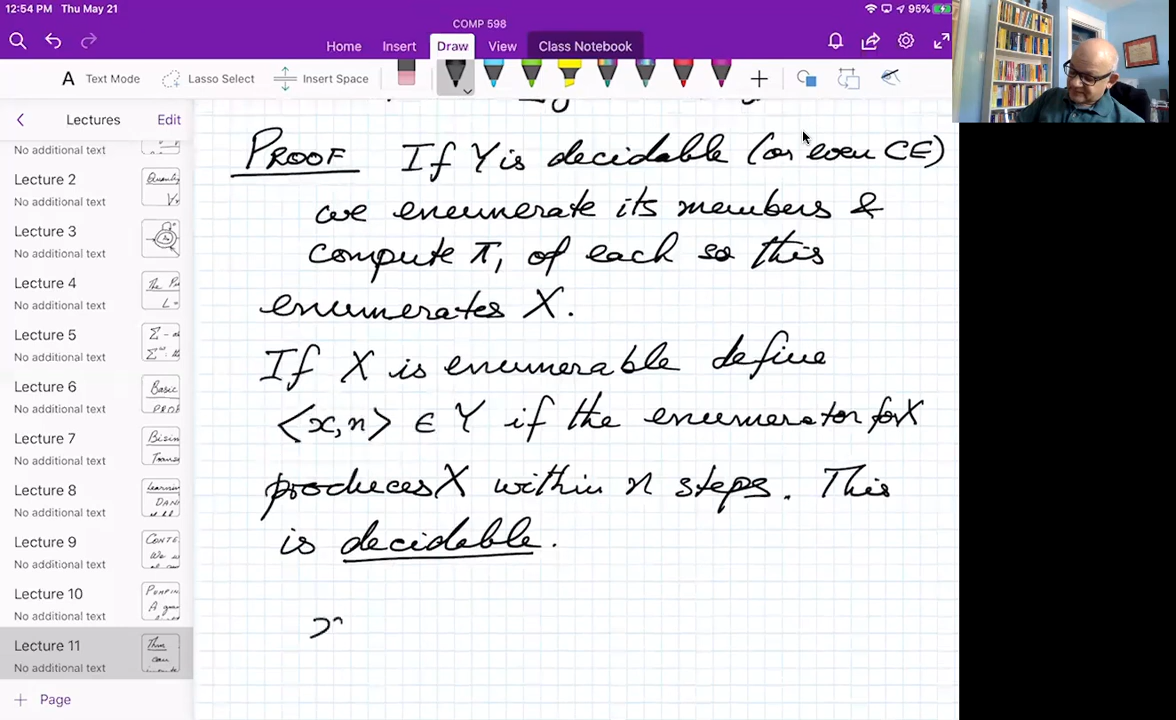 12:54 PM Thu May 21
95%
COMP 598
Home Insert Draw View Class Notebook
A Text Mode Lasso Select Insert Space
Lectures Edit
No additional text
Lecture 2
No additional text
Lecture 3
No additional text
Lecture 4
No additional text
Lecture 5
No additional text
Lecture 6
No additional text
Lecture 7
No additional text
Lecture 8
No additional text
Lecture 9
No additional text
Lecture 10
No additional text
Lecture 11
No additional text
+ Page
PROOF If Y is decidable (or even CE)
we enumerate its members &
compute π₁ of each so this
enumerates X.
If X is enumerable define
<x,n> ∈ Y if the enumerator for X
produces X within n steps. This
is decidable.